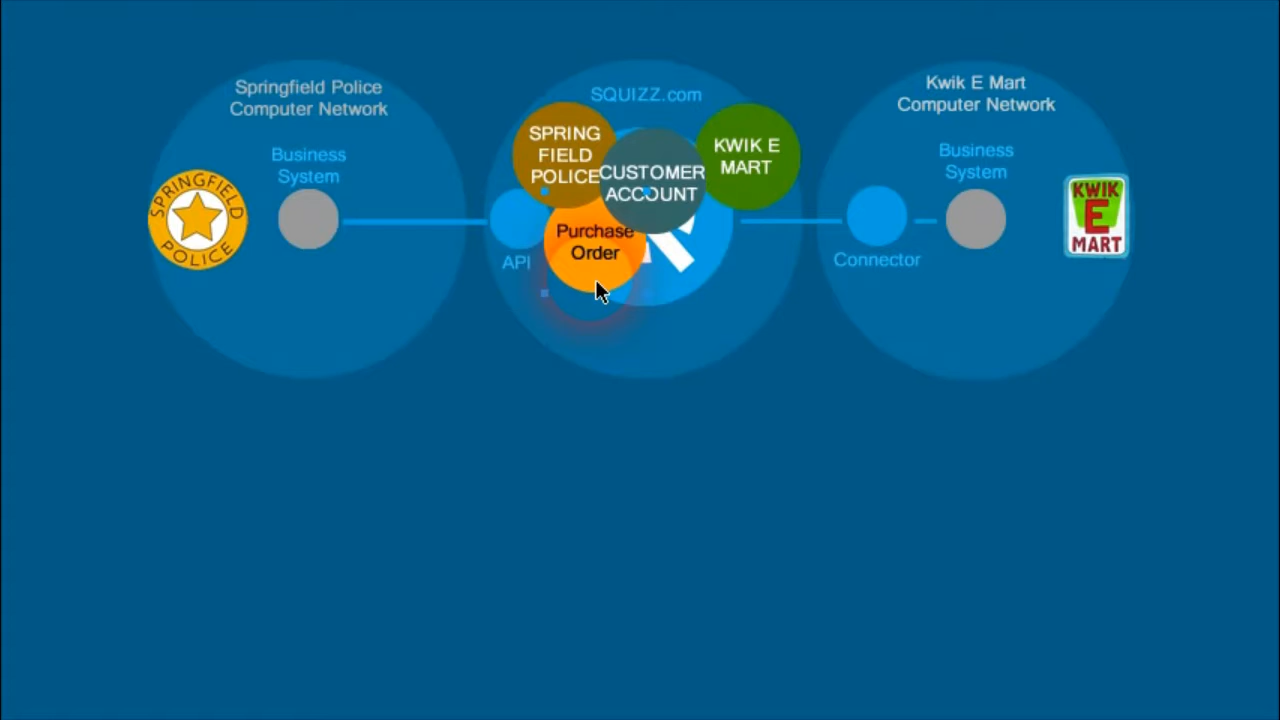 Springfield Police
Computer Network
Business
System
SPRINGFIELD
POLICE
SQUIZZ.com
SPRING
FIELD
POLICE
CUSTOMER
ACCOUNT
KWIK E
MART
Purchase
Order
API
Kwik E Mart
Computer Network
Business
System
Connector
KWIK
E
MART